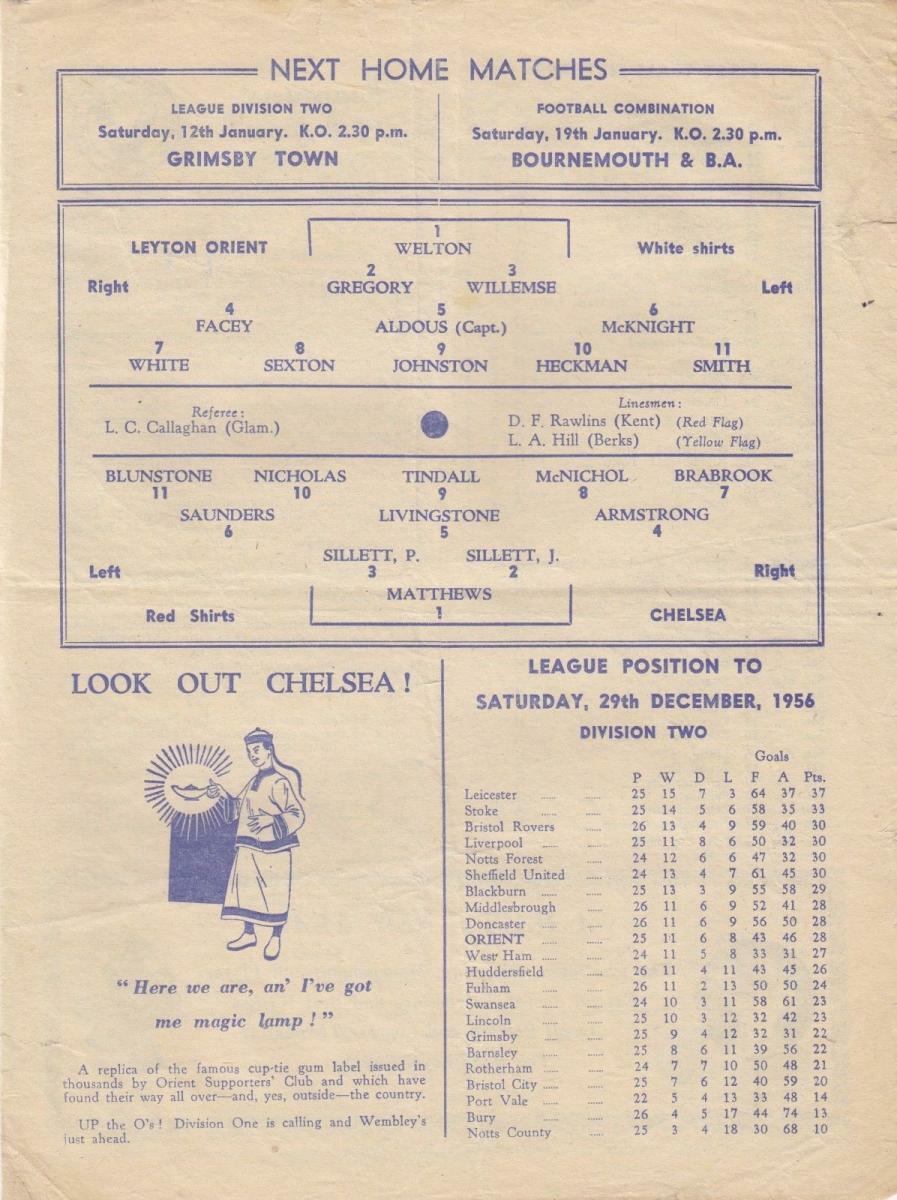 NEXT HOME MATCHES
LEAGUE DIVISION TWO
Saturday, 12th January. K.O. 2.30 p.m.
GRIMSBY TOWN
FOOTBALL COMBINATION
Saturday, 19th January. K.O. 2.30 p.m.
BOURNEMOUTH & B.A.
1
LEYTON ORIENT WELTON White shirts
2 3
Right GREGORY WILLEMSE Left
4 5 6
FACEY ALDOUS (Capt.) McKNIGHT
7 8 9 10 11
WHITE SEXTON JOHNSTON HECKMAN SMITH
Referee:
L. C. Callaghan (Glam.)
Linesmen:
D. F. Rawlins (Kent) (Red Flag)
L. A. Hill (Berks) (Yellow Flag)
BLUNSTONE NICHOLAS TINDALL McNICHOL BRABROOK
11 10 9 8 7
SAUNDERS LIVINGSTONE ARMSTRONG
6 5 4
SILLETT, P. SILLETT, J.
Left 3 2 Right
MATTHEWS
Red Shirts 1 CHELSEA
LOOK OUT CHELSEA!
"Here we are, an' I've got
me magic lamp!"
A replica of the famous cup-tie gum label issued in
thousands by Orient Supporters' Club and which have
found their way all over—and, yes, outside—the country.
UP the O's! Division One is calling and Wembley's
just ahead.
LEAGUE POSITION TO
SATURDAY, 29th DECEMBER, 1956
DIVISION TWO
Goals
P W D L F A Pts.
Leicester ...... ...... 25 15 7 3 64 37 37
Stoke ...... ...... 25 14 5 6 58 35 33
Bristol Rovers ...... 26 13 4 9 59 40 30
Liverpool ...... ...... 25 11 8 6 50 32 30
Notts Forest ...... 24 12 6 6 47 32 30
Sheffield United ...... 24 13 4 7 61 45 30
Blackburn ...... ...... 25 13 3 9 55 58 29
Middlesbrough ...... 26 11 6 9 52 41 28
Doncaster ...... ...... 26 11 6 9 56 50 28
ORIENT ...... ...... 25 11 6 8 43 46 28
West Ham ...... ...... 24 11 5 8 33 31 27
Huddersfield ...... 26 11 4 11 43 45 26
Fulham ...... ...... 26 11 2 13 50 50 24
Swansea ...... ...... 24 10 3 11 58 61 23
Lincoln ...... ...... 25 10 3 12 32 42 23
Grimsby ...... ...... 25 9 4 12 32 31 22
Barnsley ...... ...... 25 8 6 11 39 56 22
Rotherham ...... ...... 24 7 7 10 50 48 21
Bristol City ...... ...... 25 7 6 12 40 59 20
Port Vale ...... ...... 22 5 4 13 33 48 14
Bury ...... ...... 26 4 5 17 44 74 13
Notts County ...... 25 3 4 18 30 68 10